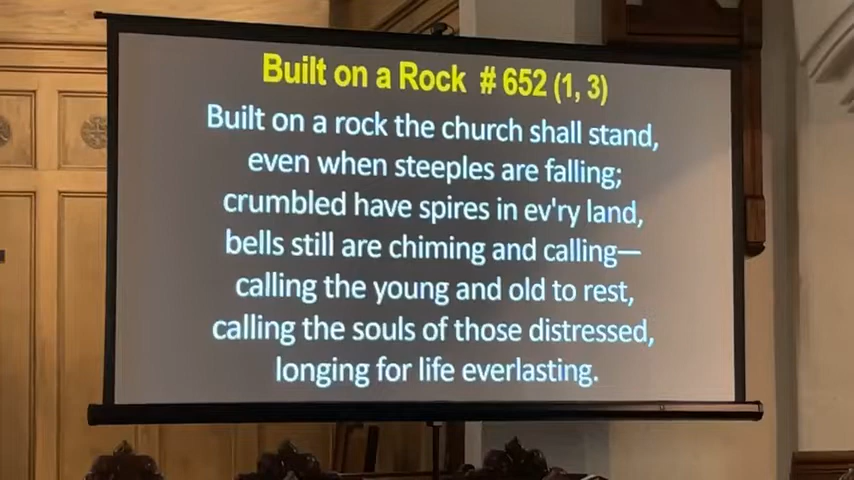 Built on a Rock # 652 (1, 3)
Built on a rock the church shall stand,
even when steeples are falling;
crumbled have spires in ev'ry land,
bells still are chiming and calling—
calling the young and old to rest,
calling the souls of those distressed,
longing for life everlasting.